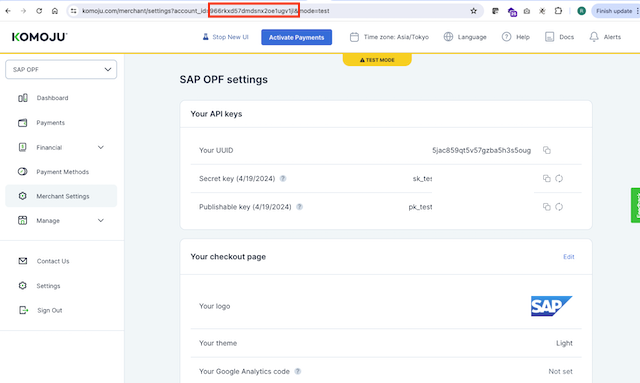 komoju.com/merchant/settings?account_id=966rkxd57dmdsnx2oe1ugv1jl&mode=test
Finish update
KOMOJU
Stop New UI
Activate Payments
Time zone: Asia/Tokyo
Language
Help
Docs
Alerts
TEST MODE
SAP OPF
Dashboard
Payments
Financial
Payment Methods
Merchant Settings
Manage
Contact Us
Settings
Sign Out
SAP OPF settings
Your API keys
Your UUID 5jac859qt5v57gzba5h3s5oug
Secret key (4/19/2024) ? sk_tes
Publishable key (4/19/2024) ? pk_test
Your checkout page Edit
Your logo SAP
Your theme Light
Your Google Analytics code ? Not set